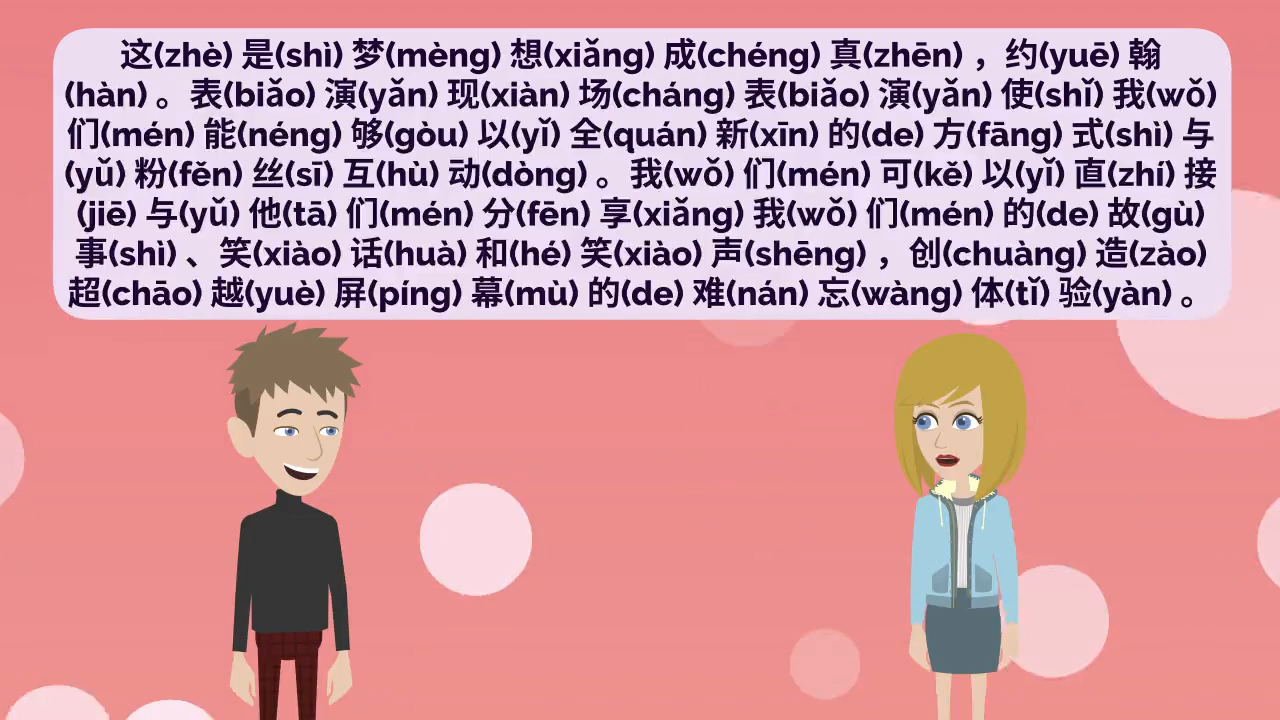 这(zhè) 是(shì) 梦(mèng) 想(xiǎng) 成(chéng) 真(zhēn) ，约(yuē) 翰
(hàn) 。表(biǎo) 演(yǎn) 现(xiàn) 场(cháng) 表(biǎo) 演(yǎn) 使(shǐ) 我(wǒ)
们(mén) 能(néng) 够(gòu) 以(yǐ) 全(quán) 新(xīn) 的(de) 方(fāng) 式(shì) 与
(yǔ) 粉(fěn) 丝(sī) 互(hù) 动(dòng) 。我(wǒ) 们(mén) 可(kě) 以(yǐ) 直(zhí) 接
(jiē) 与(yǔ) 他(tā) 们(mén) 分(fēn) 享(xiǎng) 我(wǒ) 们(mén) 的(de) 故(gù)
事(shì) 、笑(xiào) 话(huà) 和(hé) 笑(xiào) 声(shēng) ，创(chuàng) 造(zào)
超(chāo) 越(yuè) 屏(píng) 幕(mù) 的(de) 难(nán) 忘(wàng) 体(tǐ) 验(yàn) 。